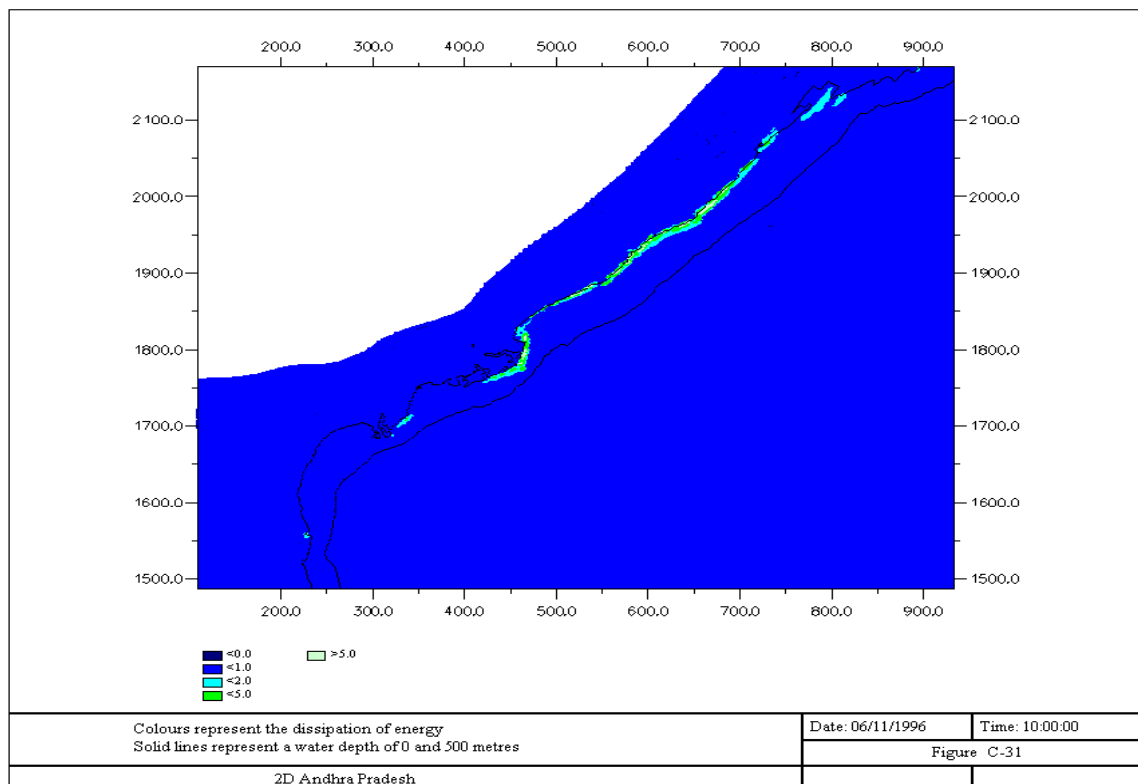 200.0 300.0 400.0 500.0 600.0 700.0 800.0 900.0
2100.0 2100.0
2000.0 2000.0
1900.0 1900.0
1800.0 1800.0
1700.0 1700.0
1600.0 1600.0
1500.0 1500.0
200.0 300.0 400.0 500.0 600.0 700.0 800.0 900.0
<0.0 >5.0
<1.0
<2.0
<5.0
Colours represent the dissipation of energy
Solid lines represent a water depth of 0 and 500 metres
Date: 06/11/1996 Time: 10:00:00
Figure C-31
2D Andhra Pradesh